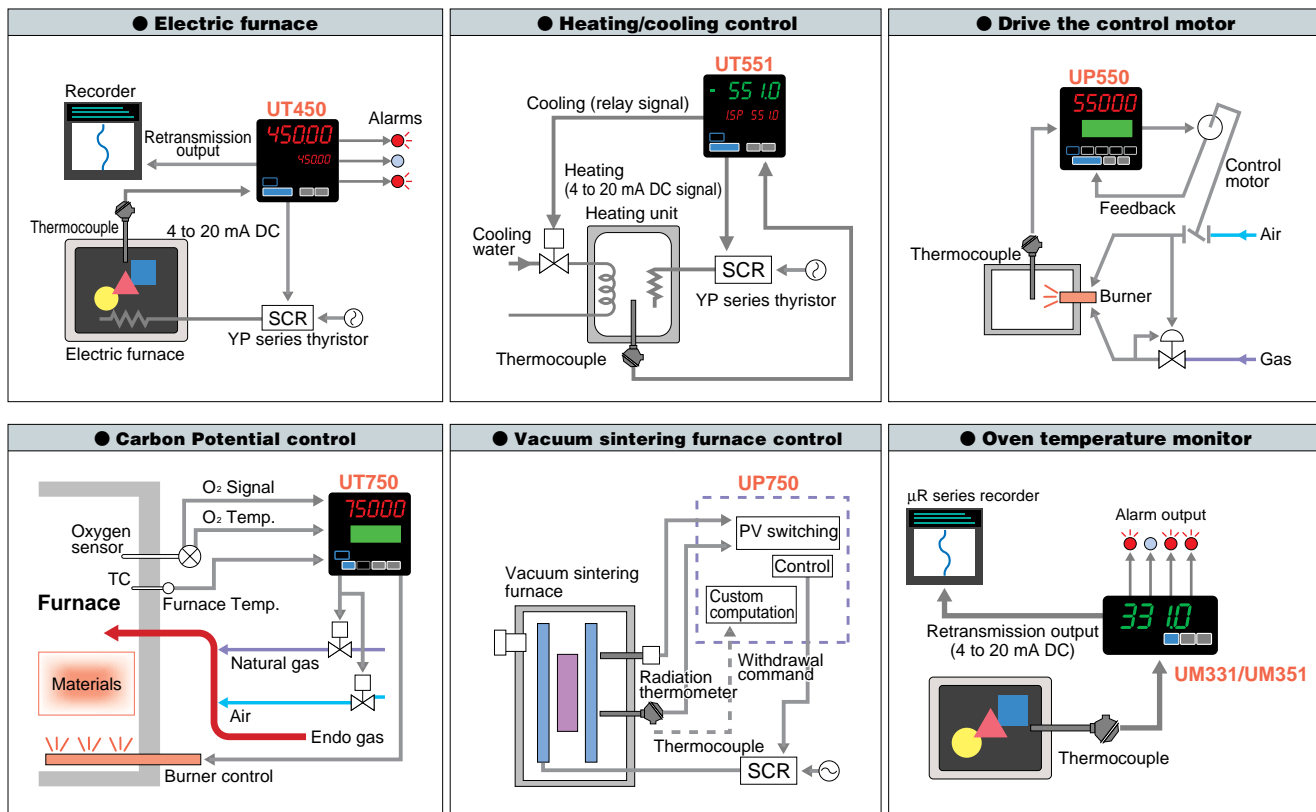 ● Electric furnace
Recorder
UT450
450.00
450.00
Alarms
Retransmission
output
Thermocouple
4 to 20 mA DC
SCR
YP series thyristor
Electric furnace
● Heating/cooling control
UT551
- 551.0
1.SP 551.0
Cooling (relay signal)
Heating
(4 to 20 mA DC signal)
Heating unit
Cooling
water
SCR
YP series thyristor
Thermocouple
● Drive the control motor
UP550
55000
Control
motor
Feedback
Air
Thermocouple
Burner
Gas
● Carbon Potential control
UT750
75000
O₂ Signal
O₂ Temp.
Oxygen
sensor
TC
Furnace
Furnace Temp.
Natural gas
Materials
Air
Endo gas
Burner control
● Vacuum sintering furnace control
UP750
PV switching
Control
Custom
computation
Vacuum sintering
furnace
Withdrawal
command
Radiation
thermometer
Thermocouple
SCR
● Oven temperature monitor
µR series recorder
Alarm output
331.0
Retransmission output
(4 to 20 mA DC)
UM331/UM351
Thermocouple